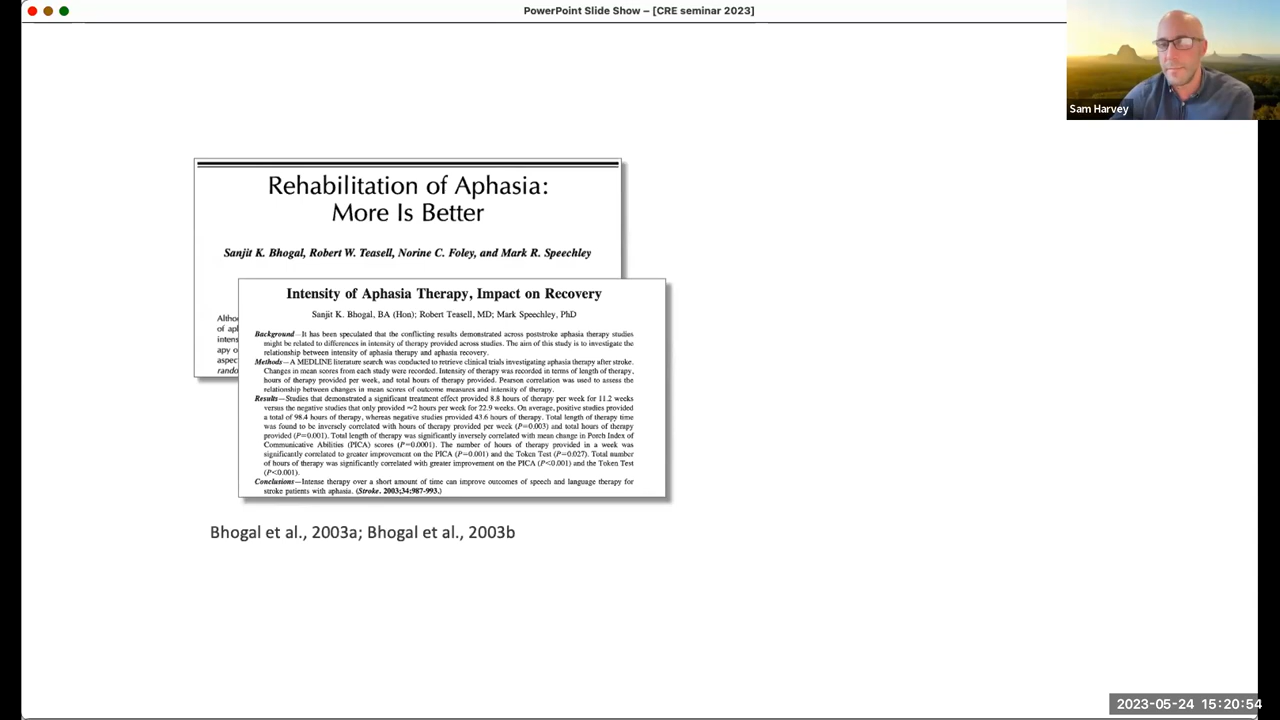 PowerPoint Slide Show – [CRE seminar 2023]
Sam Harvey
Rehabilitation of Aphasia:
More Is Better
Sanjit K. Bhogal, Robert W. Teasell, Norine C. Foley, and Mark R. Speechley
Altho
of apl
intens
apy o
aspec
rando
Intensity of Aphasia Therapy, Impact on Recovery
Sanjit K. Bhogal, BA (Hon); Robert Teasell, MD; Mark Speechley, PhD
Background—It has been speculated that the conflicting results demonstrated across poststroke aphasia therapy studies
might be related to differences in intensity of therapy provided across studies. The aim of this study is to investigate the
relationship between intensity of aphasia therapy and aphasia recovery.
Methods—A MEDLINE literature search was conducted to retrieve clinical trials investigating aphasia therapy after stroke.
Changes in mean scores from each study were recorded. Intensity of therapy was recorded in terms of length of therapy,
hours of therapy provided per week, and total hours of therapy provided. Pearson correlation was used to assess the
relationship between changes in mean scores of outcome measures and intensity of therapy.
Results—Studies that demonstrated a significant treatment effect provided 8.8 hours of therapy per week for 11.2 weeks
versus the negative studies that only provided ≈2 hours per week for 22.9 weeks. On average, positive studies provided
a total of 98.4 hours of therapy, whereas negative studies provided 43.6 hours of therapy. Total length of therapy time
was found to be inversely correlated with hours of therapy provided per week (P=0.003) and total hours of therapy
provided (P=0.001). Total length of therapy was significantly inversely correlated with mean change in Porch Index of
Communicative Abilities (PICA) scores (P=0.0001). The number of hours of therapy provided in a week was
significantly correlated to greater improvement on the PICA (P=0.001) and the Token Test (P=0.027). Total number
of hours of therapy was significantly correlated with greater improvement on the PICA (P<0.001) and the Token Test
(P<0.001).
Conclusions—Intense therapy over a short amount of time can improve outcomes of speech and language therapy for
stroke patients with aphasia. (Stroke. 2003;34:987-993.)
Bhogal et al., 2003a; Bhogal et al., 2003b
2023-05-24 15:20:54